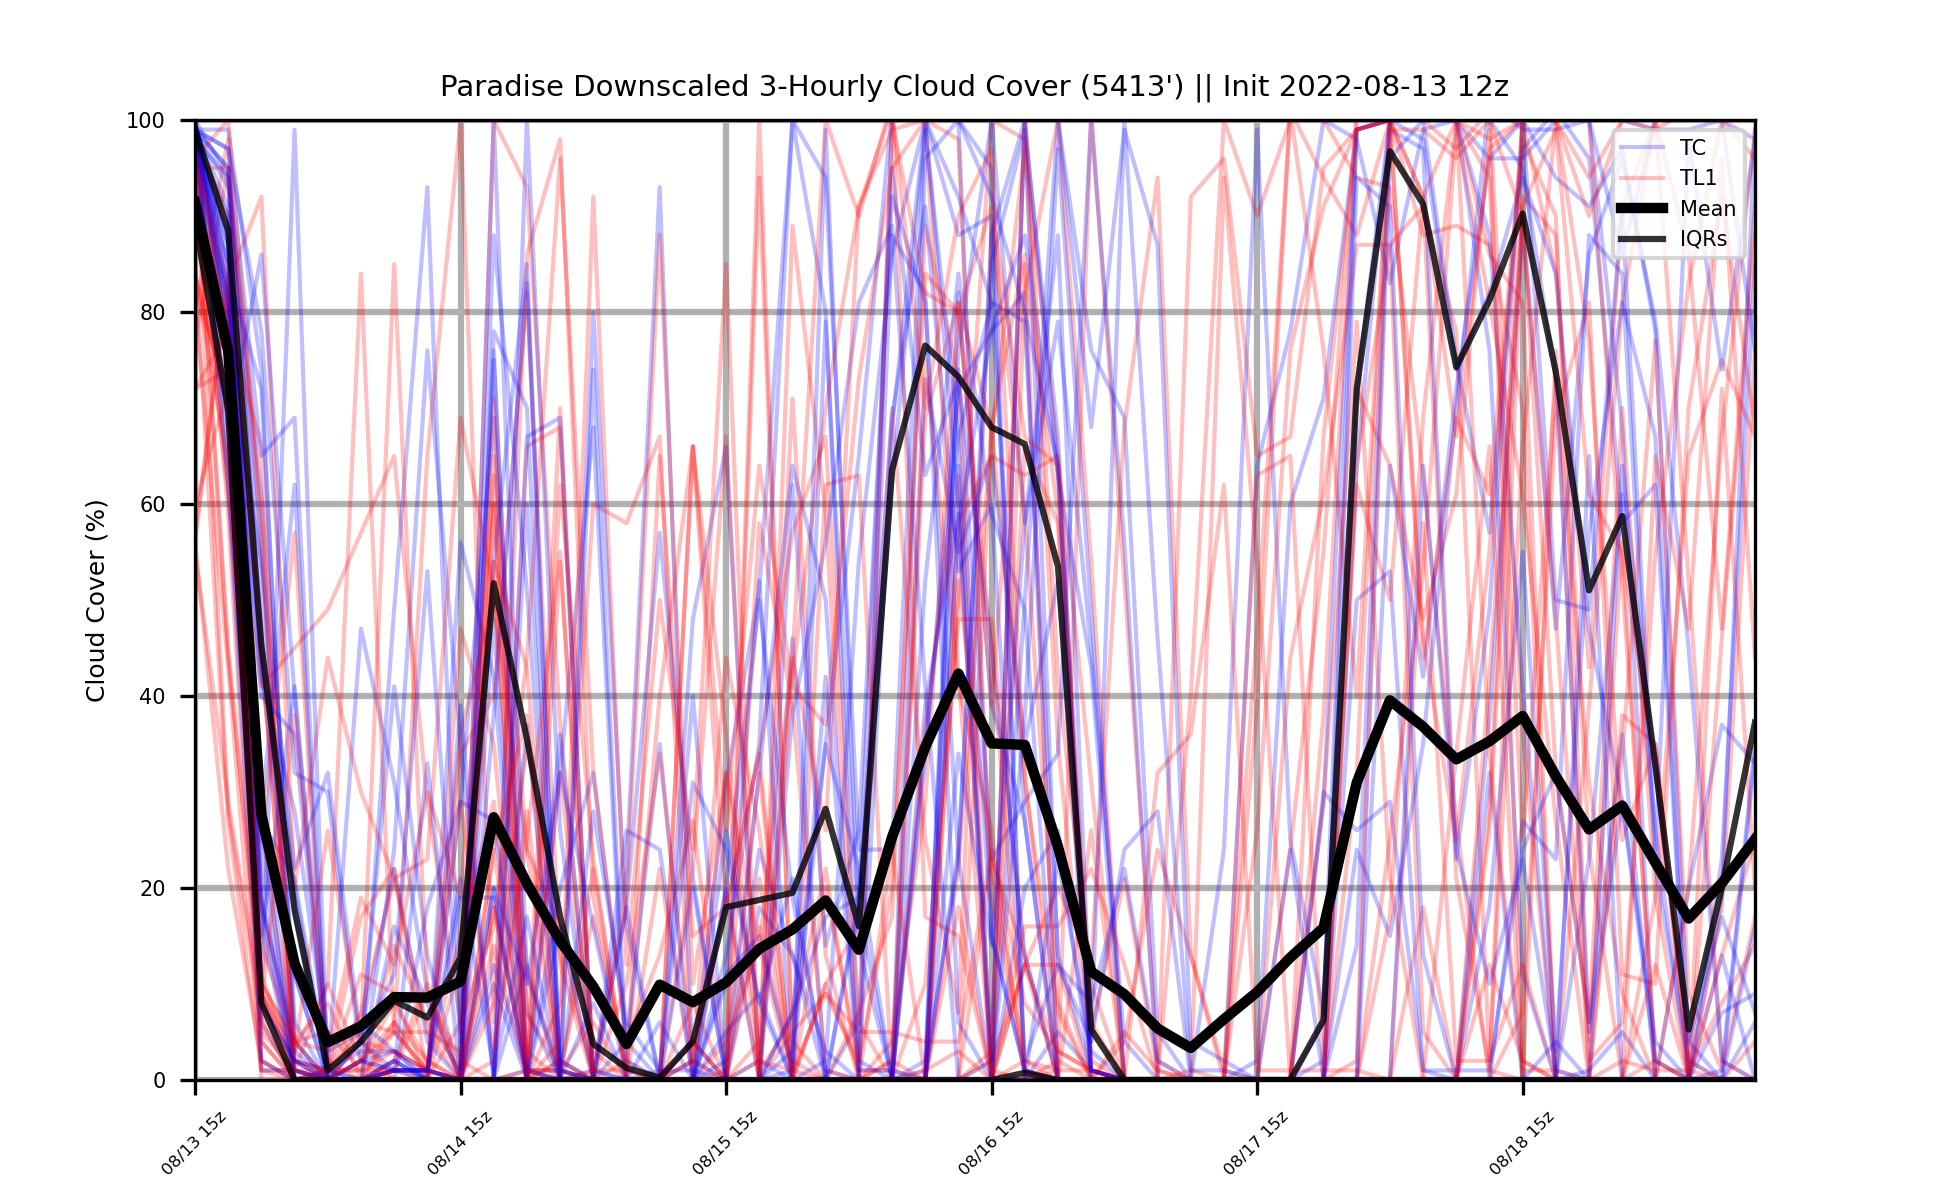 Paradise Downscaled 3-Hourly Cloud Cover (5413') || Init 2022-08-13 12z
100
80
60
40
20
0
Cloud Cover (%)
TC
TL1
Mean
IQRs
08/13 15z
08/14 15z
08/15 15z
08/16 15z
08/17 15z
08/18 15z